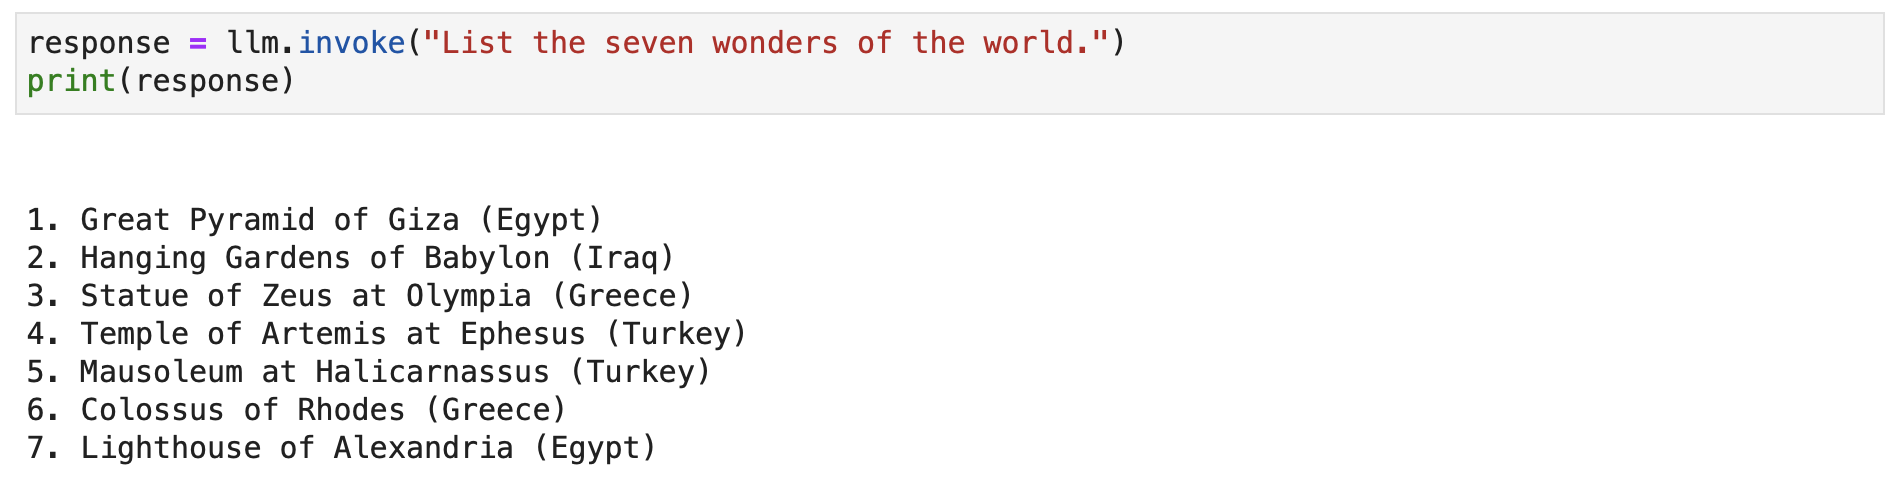 response = llm.invoke("List the seven wonders of the world.")
print(response)
1. Great Pyramid of Giza (Egypt)
2. Hanging Gardens of Babylon (Iraq)
3. Statue of Zeus at Olympia (Greece)
4. Temple of Artemis at Ephesus (Turkey)
5. Mausoleum at Halicarnassus (Turkey)
6. Colossus of Rhodes (Greece)
7. Lighthouse of Alexandria (Egypt)